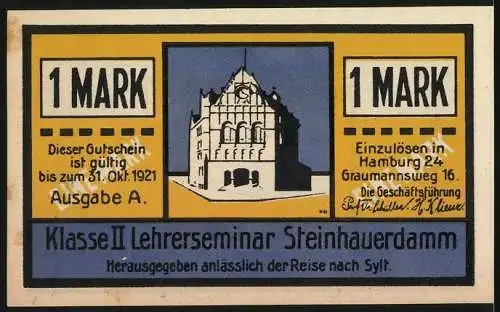 1 MARK
Dieser Gutschein
ist gültig
bis zum 31. Okt. 1921
Ausgabe A.
1 MARK
Einzulösen in
Hamburg 24
Graumannsweg 16.
Die Geschäftsführung
Klasse II Lehrerseminar Steinhauerdamm
Herausgegeben anlässlich der Reise nach Sylt.